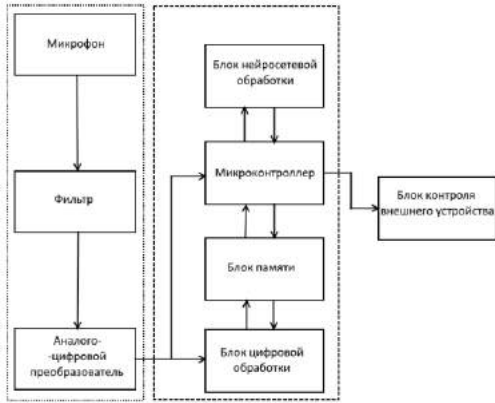 Микрофон
Фильтр
Аналого-
-цифровой
преобразователь
Блок нейросетевой
обработки
Микроконтроллер
Блок памяти
Блок цифровой
обработки
Блок контроля
внешнего устройства